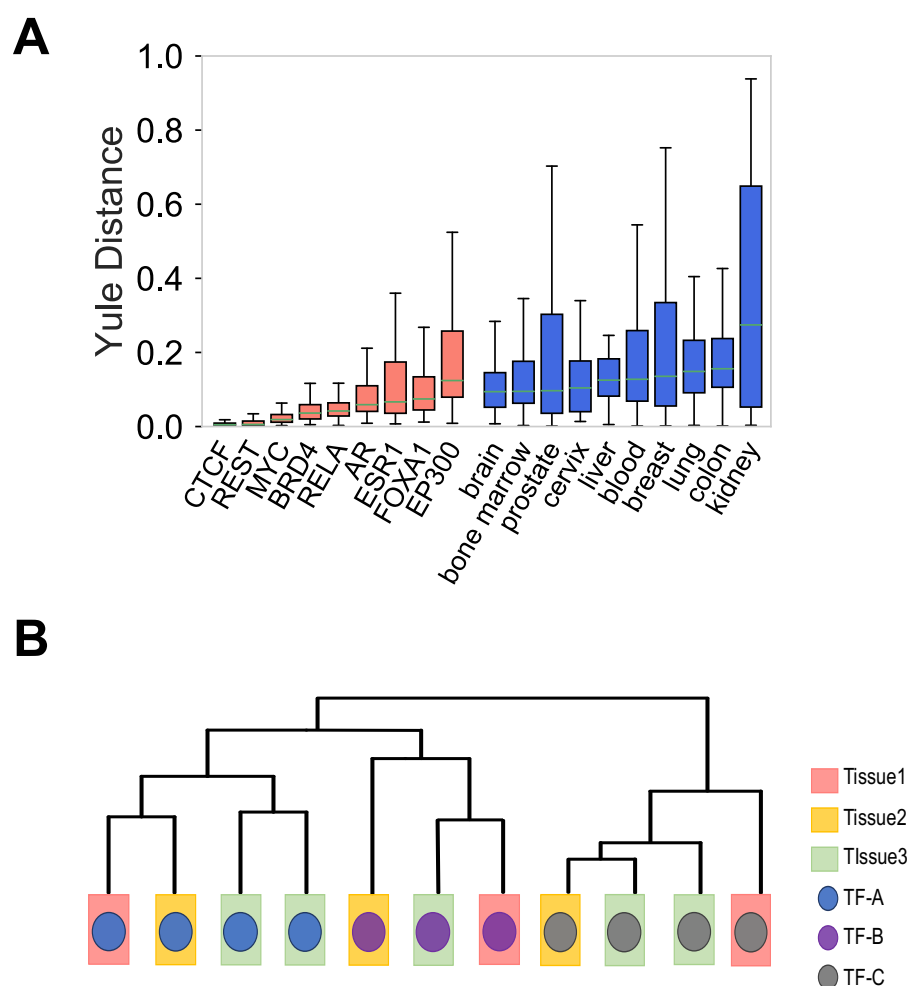 A
Yule Distance
1.0
0.8
0.6
0.4
0.2
0.0
CTCF
REST
MYC
BRD4
RELA
AR
ESR1
FOXA1
EP300
brain
bone marrow
prostate
cervix
liver
blood
breast
lung
colon
kidney
B
Tissue1
Tissue2
TIssue3
TF-A
TF-B
TF-C